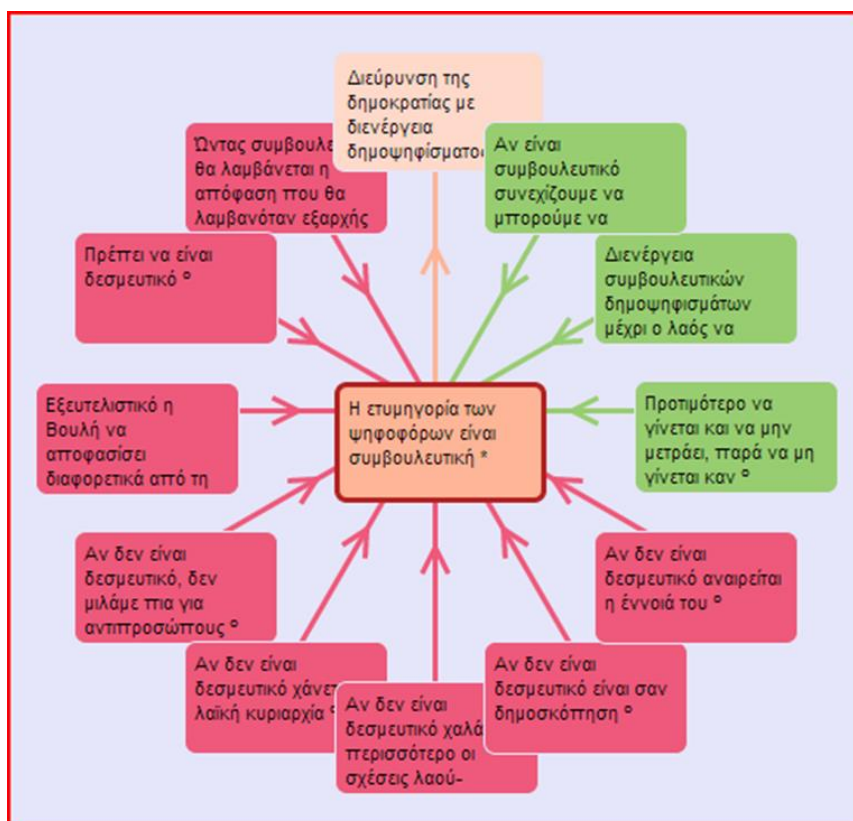 Διεύρυνση της
δημοκρατίας με
διενέργεια
δημοψηφίσματος
Ώντας συμβουλε
θα λαμβάνεται η
απόφαση που θα
λαμβανόταν εξαρχής
Αν είναι
συμβουλευτικό
συνεχίζουμε να
μπορούμε να
Πρέπει να είναι
δεσμευτικό º
Διενέργεια
συμβουλευτικών
δημοψηφισμάτων
μέχρι ο λαός να
Εξευτελιστικό η
Βουλή να
αποφασίσει
διαφορετικά από τη
Η ετυμηγορία των
ψηφοφόρων είναι
συμβουλευτική *
Προτιμότερο να
γίνεται και να μην
μετράει, παρά να μη
γίνεται καν º
Αν δεν είναι
δεσμευτικό, δεν
μιλάμε πια για
αντιπροσώπους º
Αν δεν είναι
δεσμευτικό αναιρείται
η έννοιά του º
Αν δεν είναι
δεσμευτικό χάνετ
λαϊκή κυριαρχία º
Αν δεν είναι
δεσμευτικό χαλά
περισσότερο οι
σχέσεις λαού-
Αν δεν είναι
δεσμευτικό είναι σαν
δημοσκόπηση º